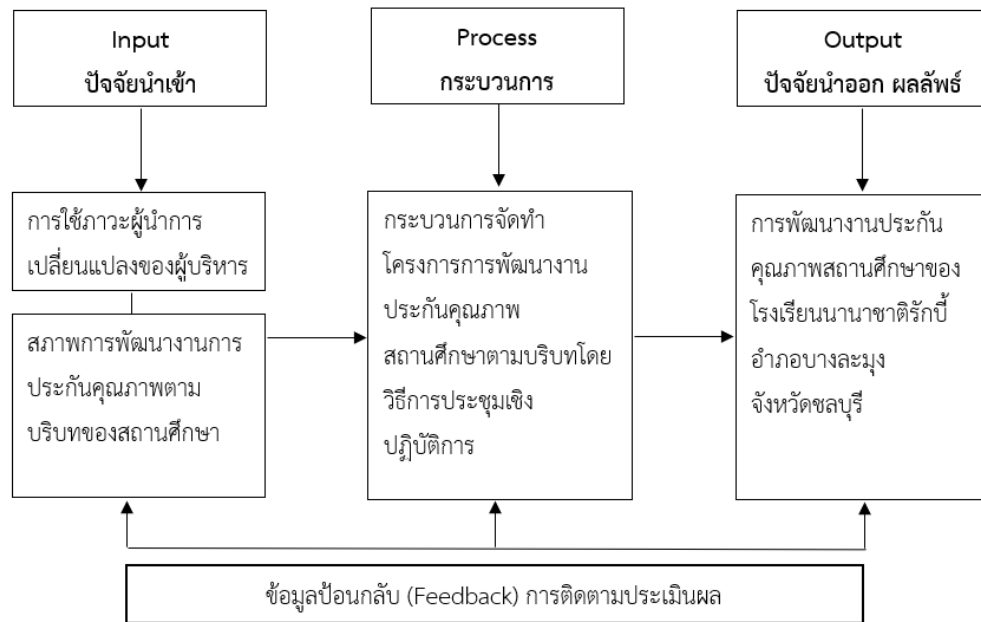 Input
ปัจจัยนำเข้า
Process
กระบวนการ
Output
ปัจจัยนำออก ผลลัพธ์
การใช้ภาวะผู้นำการ
เปลี่ยนแปลงของผู้บริหาร
สภาพการพัฒนางานการ
ประกันคุณภาพตาม
บริบทของสถานศึกษา
กระบวนการจัดทำ
โครงการการพัฒนางาน
ประกันคุณภาพ
สถานศึกษาตามบริบทโดย
วิธีการประชุมเชิง
ปฏิบัติการ
การพัฒนางานประกัน
คุณภาพสถานศึกษาของ
โรงเรียนนานาชาติรักบี้
อำเภอบางละมุง
จังหวัดชลบุรี
ข้อมูลป้อนกลับ (Feedback) การติดตามประเมินผล